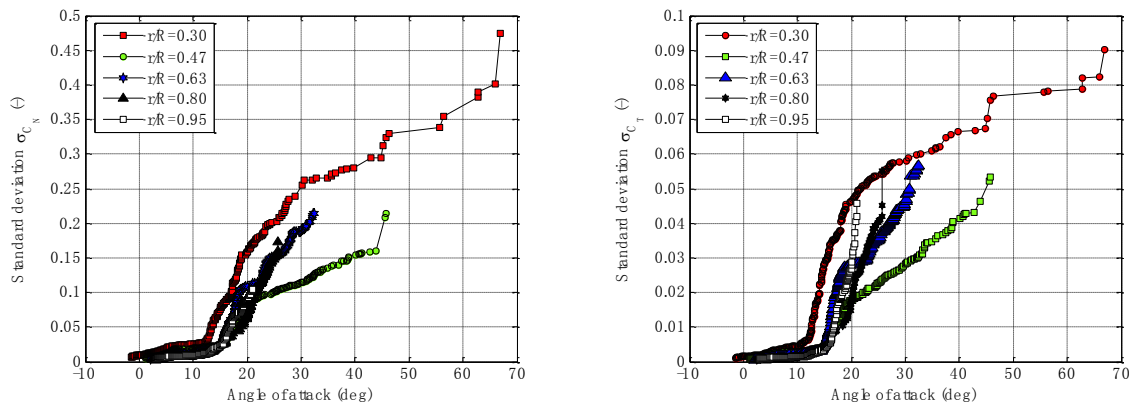 0.5
0.45
0.4
0.35
0.3
0.25
0.2
0.15
0.1
0.05
0
Standard deviation σ_C_N (-)
r/R=0.30
r/R=0.47
r/R=0.63
r/R=0.80
r/R=0.95
-10 0 10 20 30 40 50 60 70
Angle of attack (deg)
0.1
0.09
0.08
0.07
0.06
0.05
0.04
0.03
0.02
0.01
0
Standard deviation σ_C_T (-)
r/R=0.30
r/R=0.47
r/R=0.63
r/R=0.80
r/R=0.95
-10 0 10 20 30 40 50 60 70
Angle of attack (deg)